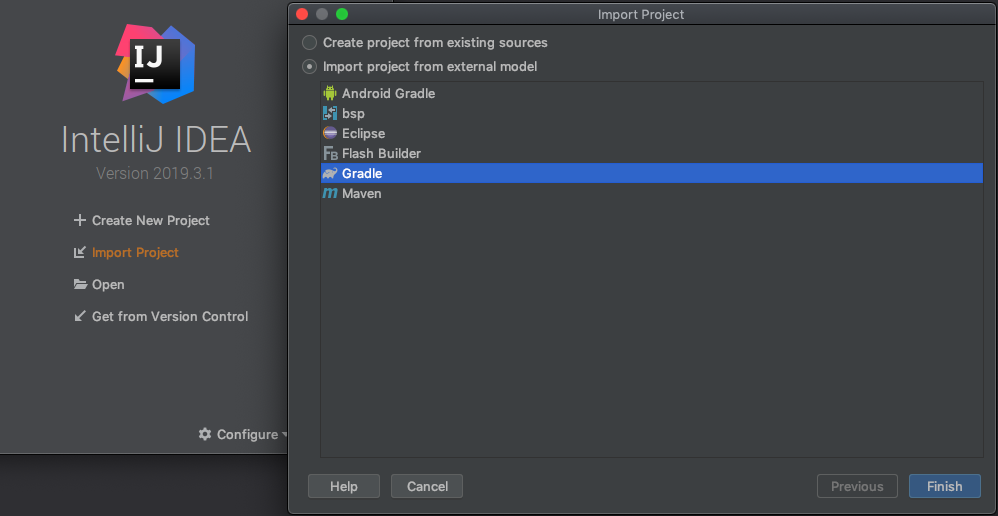 IJ
IntelliJ IDEA
Version 2019.3.1
Create New Project
Import Project
Open
Get from Version Control
Configure
Import Project
Create project from existing sources
Import project from external model
Android Gradle
bsp
Eclipse
FB Flash Builder
Gradle
m Maven
Help
Cancel
Previous
Finish